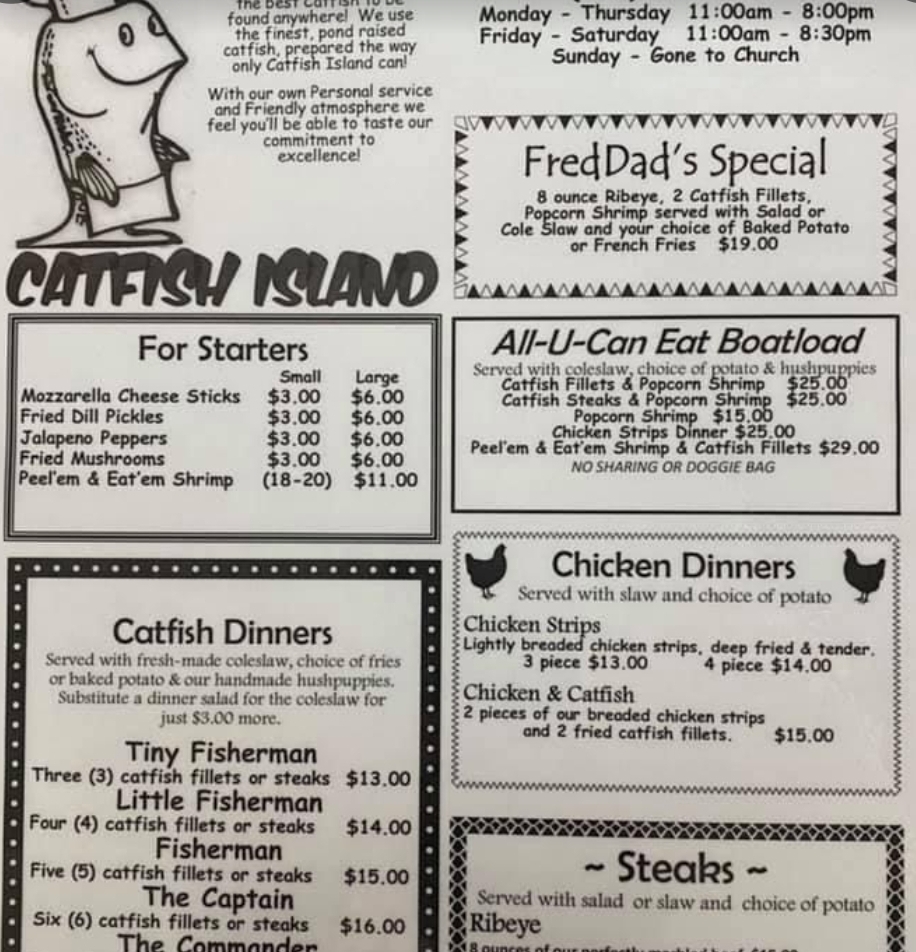 the best catfish to be
found anywhere! We use
the finest, pond raised
catfish, prepared the way
only Catfish Island can!
With our own Personal service
and Friendly atmosphere we
feel you'll be able to taste our
commitment to
excellence!
CATFISH ISLAND
Monday - Thursday 11:00am - 8:00pm
Friday - Saturday 11:00am - 8:30pm
Sunday - Gone to Church
FredDad's Special
8 ounce Ribeye, 2 Catfish Fillets,
Popcorn Shrimp served with Salad or
Cole Slaw and your choice of Baked Potato
or French Fries $19.00
For Starters
Small Large
Mozzarella Cheese Sticks $3.00 $6.00
Fried Dill Pickles $3.00 $6.00
Jalapeno Peppers $3.00 $6.00
Fried Mushrooms $3.00 $6.00
Peel'em & Eat'em Shrimp (18-20) $11.00
All-U-Can Eat Boatload
Served with coleslaw, choice of potato & hushpuppies
Catfish Fillets & Popcorn Shrimp $25.00
Catfish Steaks & Popcorn Shrimp $25.00
Popcorn Shrimp $15.00
Chicken Strips Dinner $25.00
Peel'em & Eat'em Shrimp & Catfish Fillets $29.00
NO SHARING OR DOGGIE BAG
Catfish Dinners
Served with fresh-made coleslaw, choice of fries
or baked potato & our handmade hushpuppies.
Substitute a dinner salad for the coleslaw for
just $3.00 more.
Tiny Fisherman
Three (3) catfish fillets or steaks $13.00
Little Fisherman
Four (4) catfish fillets or steaks $14.00
Fisherman
Five (5) catfish fillets or steaks $15.00
The Captain
Six (6) catfish fillets or steaks $16.00
The Commander
Chicken Dinners
Served with slaw and choice of potato
Chicken Strips
Lightly breaded chicken strips, deep fried & tender.
3 piece $13.00 4 piece $14.00
Chicken & Catfish
2 pieces of our breaded chicken strips
and 2 fried catfish fillets. $15.00
~ Steaks ~
Served with salad or slaw and choice of potato
Ribeye
8 ounces of our perfectly marbled beef